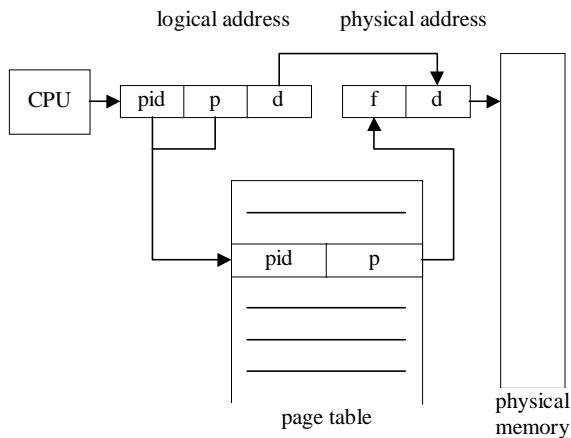 logical address physical address
CPU pid p d f d
pid p
page table
physical
memory